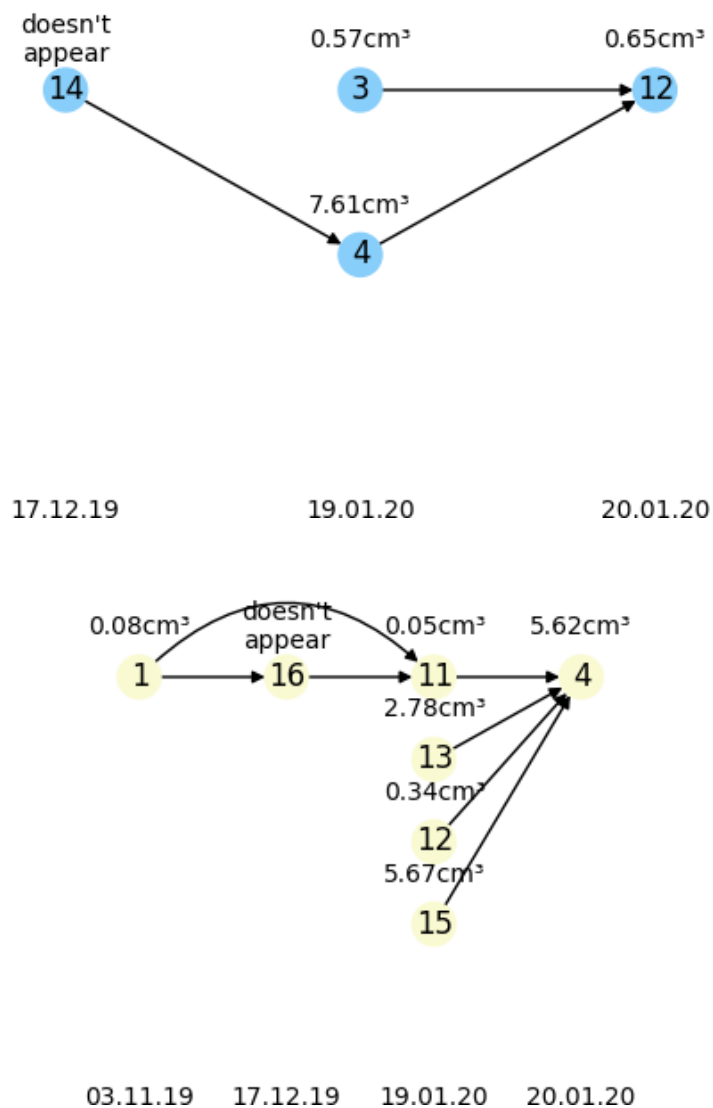 doesn't
appear
0.57cm³
0.65cm³
14
3
12
7.61cm³
4
17.12.19
19.01.20
20.01.20
0.08cm³
doesn't
appear
0.05cm³
5.62cm³
1
16
11
4
2.78cm³
13
0.34cm³
12
5.67cm³
15
03.11.19
17.12.19
19.01.20
20.01.20